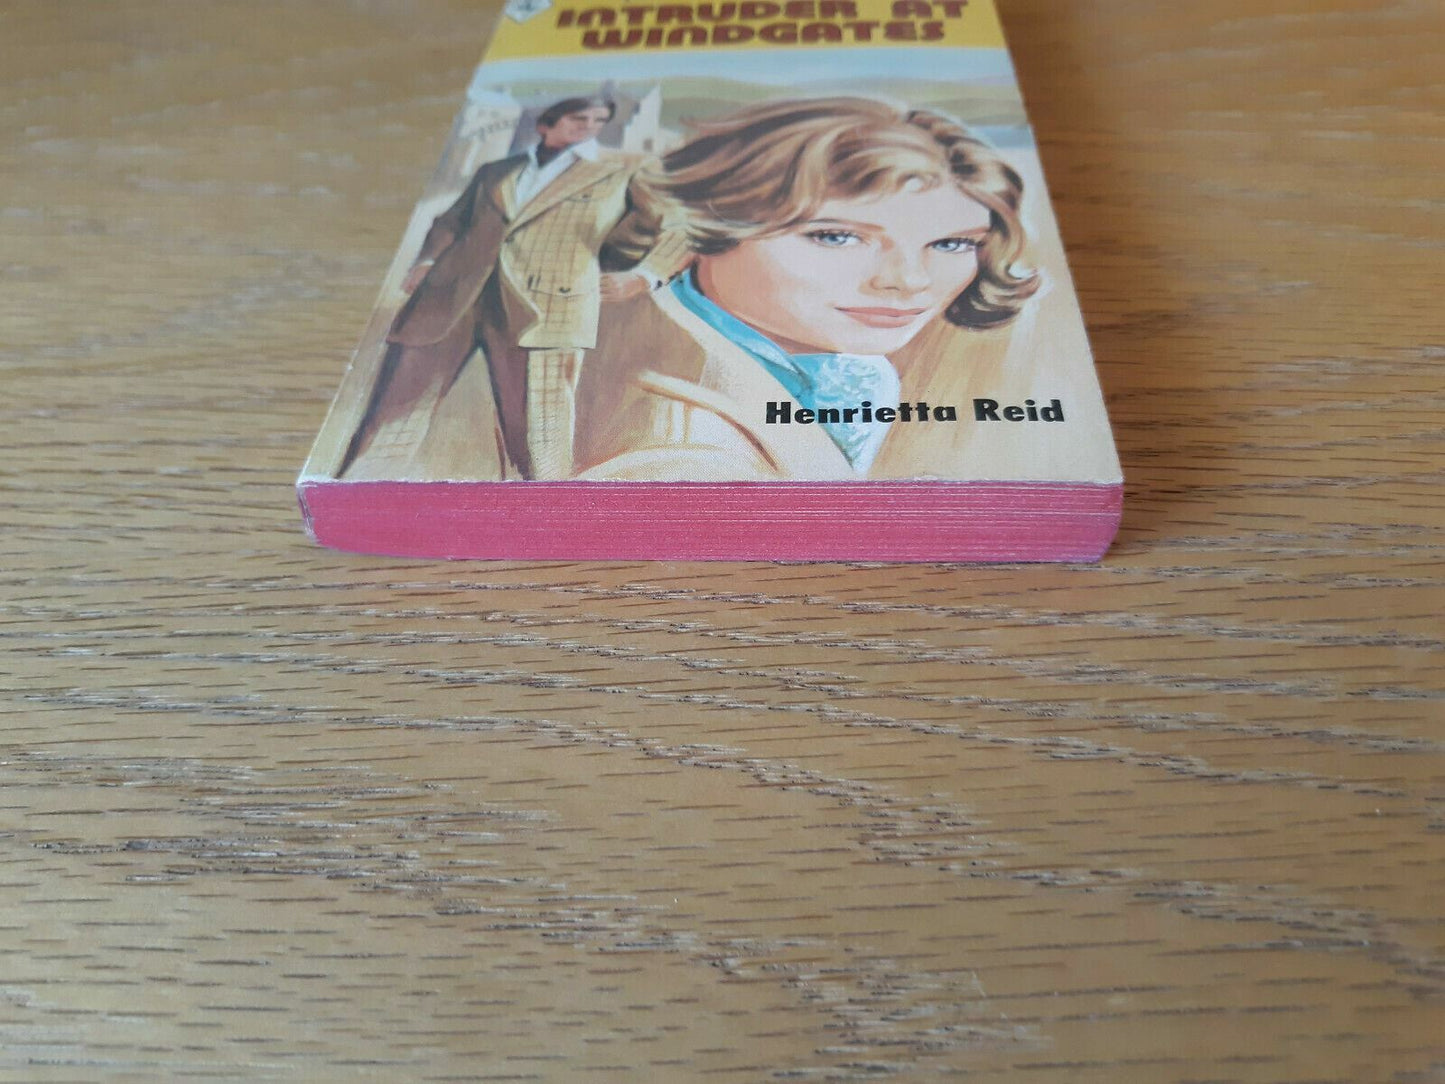 INTRUDER AT
WINDGATES
Henrietta Reid